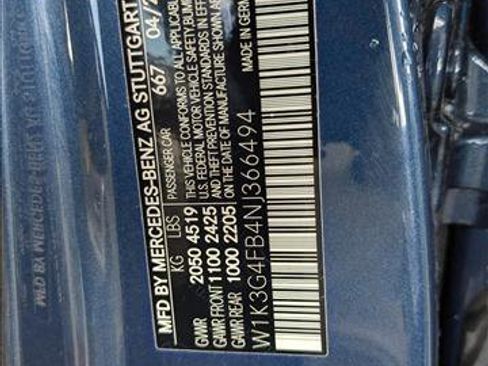 MFD BY MERCEDES-BENZ AG STUTTGART
667 04/
KG LBS
GVWR 2050 4519
GAWR FRONT 1100 2425
GAWR REAR 1000 2205
PASSENGER CAR
THIS VEHICLE CONFORMS TO ALL APPLICABLE
U.S. FEDERAL MOTOR VEHICLE SAFETY, BUMPER
AND THEFT PREVENTION STANDARDS IN EFFECT
ON DATE OF MANUFACTURE SHOWN ABOVE
W1K3G4FB4NJ366494
MADE IN GERM